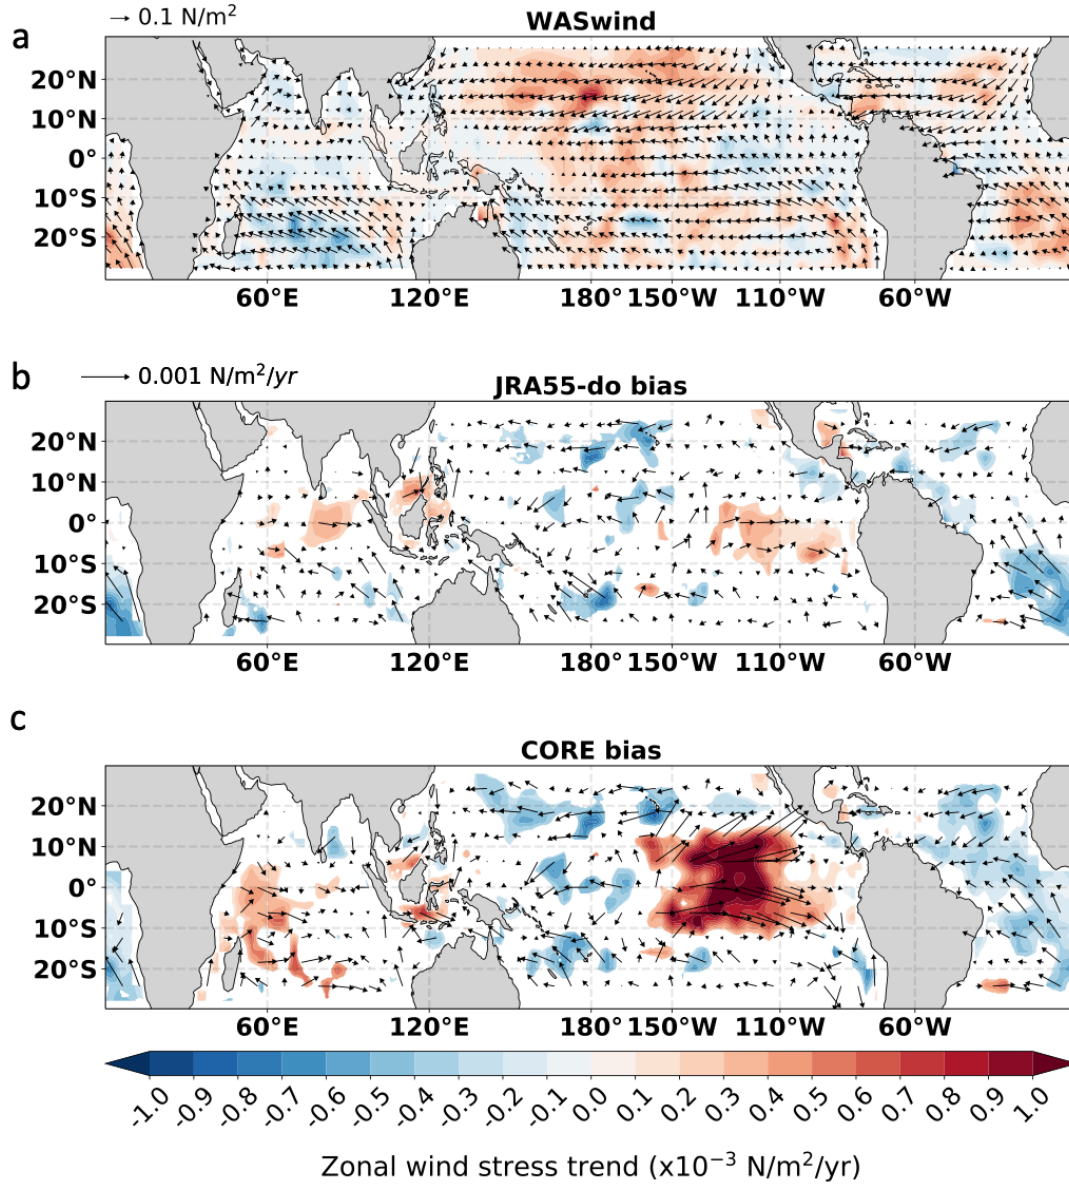 a
→ 0.1 N/m²
WASwind
20°N
10°N
0°
10°S
20°S
60°E 120°E 180° 150°W 110°W 60°W
b
→ 0.001 N/m²/yr
JRA55-do bias
20°N
10°N
0°
10°S
20°S
60°E 120°E 180° 150°W 110°W 60°W
c
CORE bias
20°N
10°N
0°
10°S
20°S
60°E 120°E 180° 150°W 110°W 60°W
-1.0 -0.9 -0.8 -0.7 -0.6 -0.5 -0.4 -0.3 -0.2 -0.1 0.0 0.1 0.2 0.3 0.4 0.5 0.6 0.7 0.8 0.9 1.0
Zonal wind stress trend (x10⁻³ N/m²/yr)